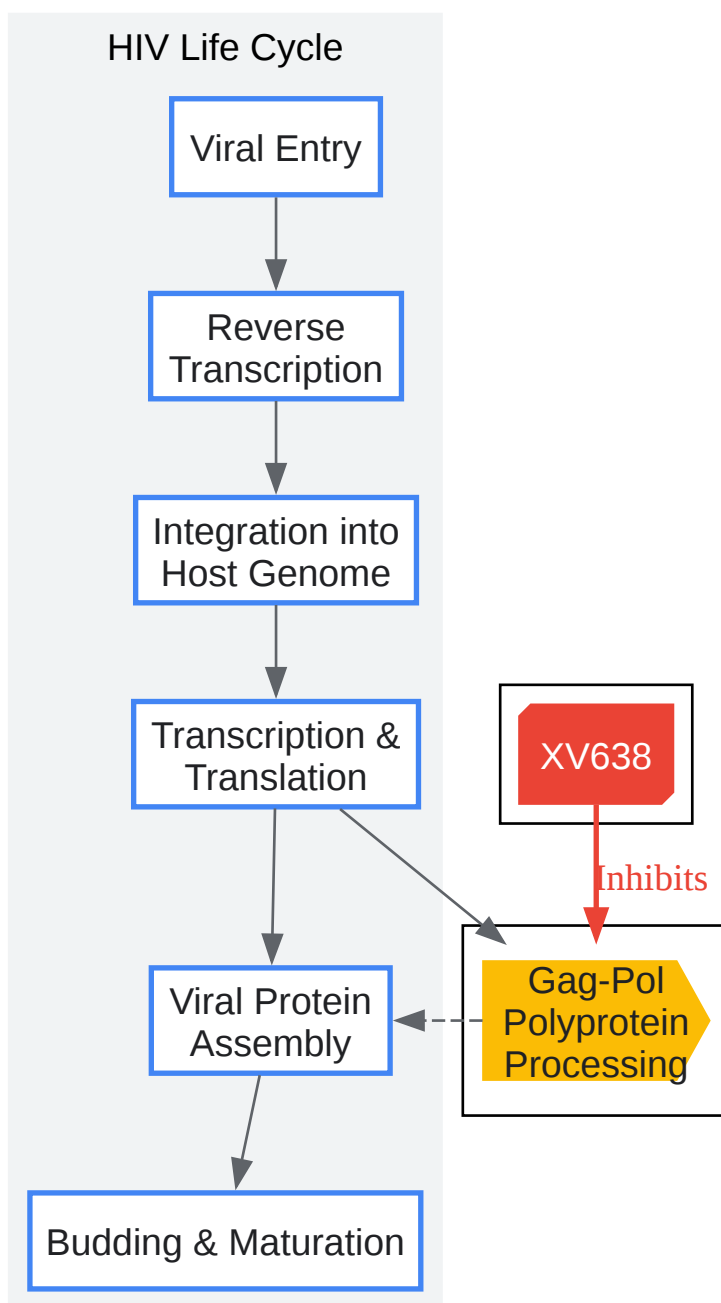 HIV Life Cycle
Viral Entry
Reverse
Transcription
Integration into
Host Genome
Transcription &
Translation
XV638
Inhibits
Viral Protein
Assembly
Gag-Pol
Polyprotein
Processing
Budding & Maturation